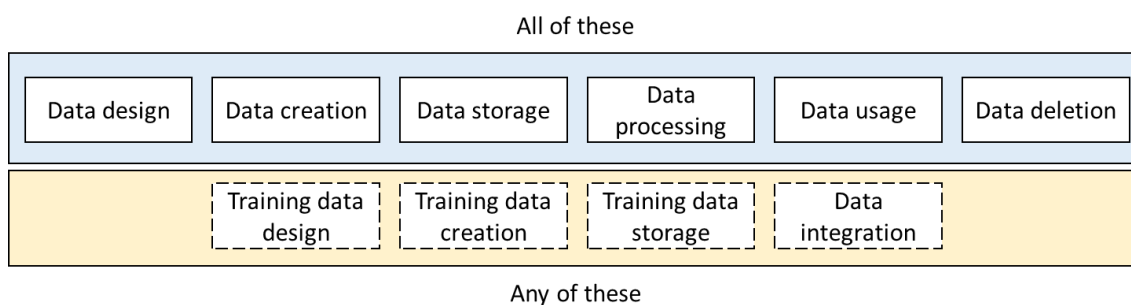 All of these
Data design
Data creation
Data storage
Data
processing
Data usage
Data deletion
Training data
design
Training data
creation
Training data
storage
Data
integration
Any of these